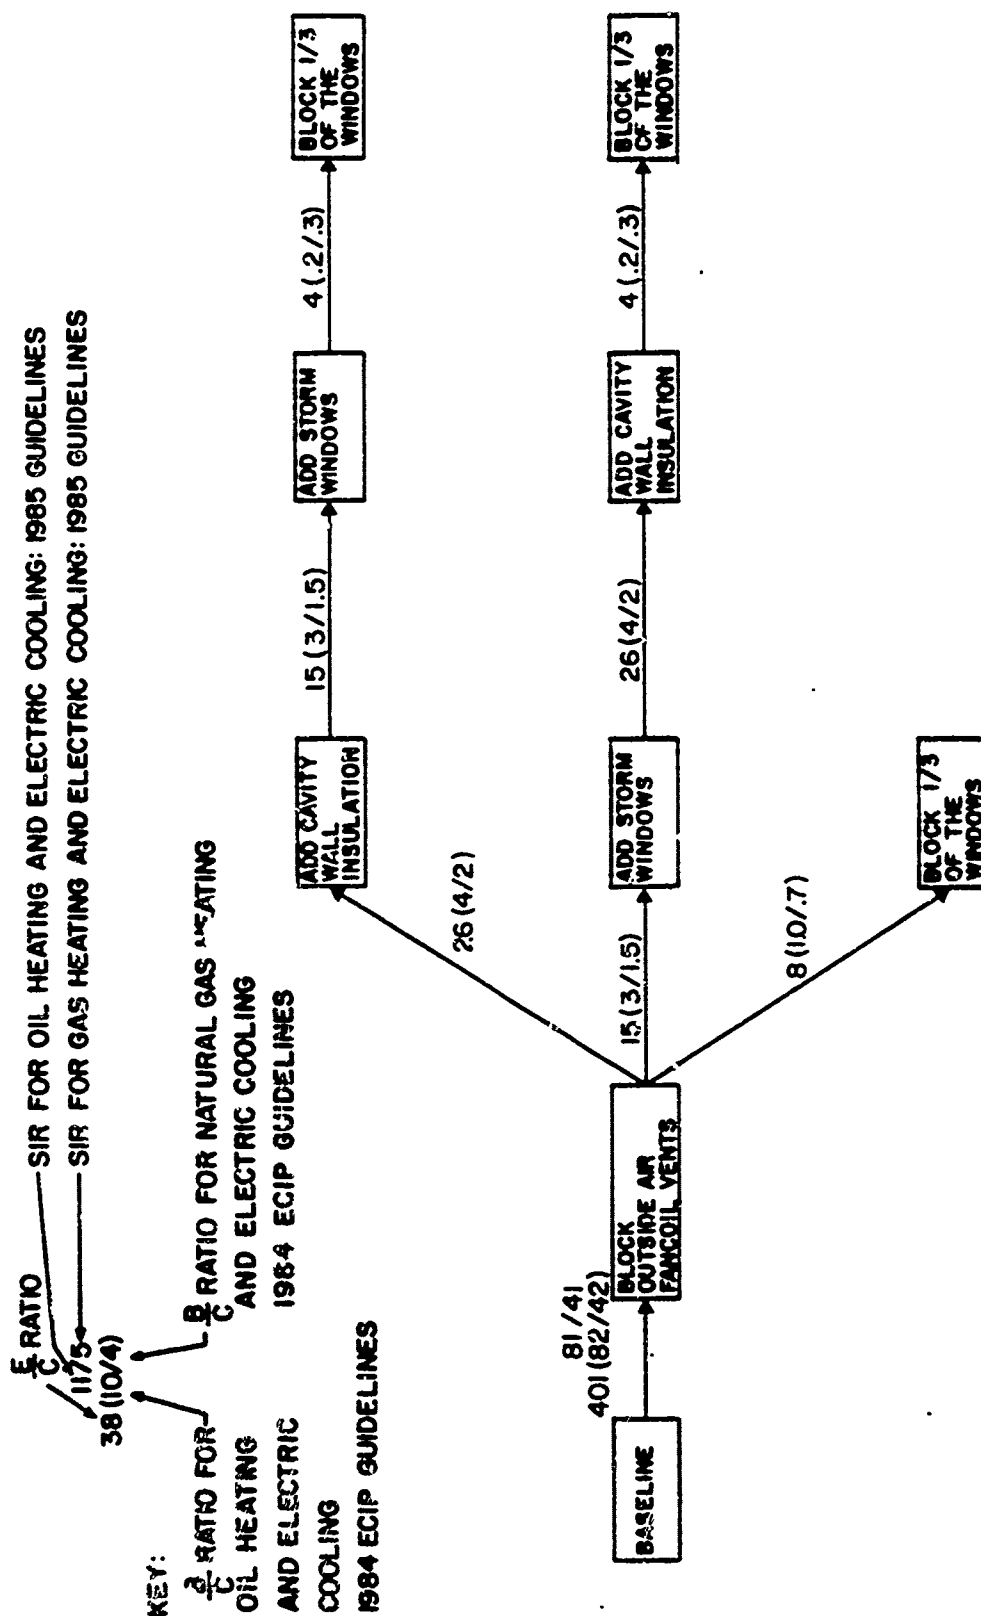 E/C RATIO
SIR FOR OIL HEATING AND ELECTRIC COOLING: 1985 GUIDELINES
SIR FOR GAS HEATING AND ELECTRIC COOLING: 1985 GUIDELINES
11/5
38 (10/4)
KEY:
B/C RATIO FOR
OIL HEATING
AND ELECTRIC
COOLING
1984 ECIP GUIDELINES
B/C RATIO FOR NATURAL GAS HEATING
AND ELECTRIC COOLING
1984 ECIP GUIDELINES
BASELINE
81/41
401 (82/42)
BLOCK
OUTSIDE AIR
FANCOIL VENTS
26 (4/2)
ADD CAVITY
WALL
INSULATION
15 (3/1.5)
ADD STORM
WINDOWS
4 (.2/.3)
BLOCK 1/3
OF THE
WINDOWS
15 (3/1.5)
ADD STORM
WINDOWS
26 (4/2)
ADD CAVITY
WALL
INSULATION
4 (.2/.3)
BLOCK 1/3
OF THE
WINDOWS
8 (1.0/.7)
BLOCK 1/3
OF THE
WINDOWS